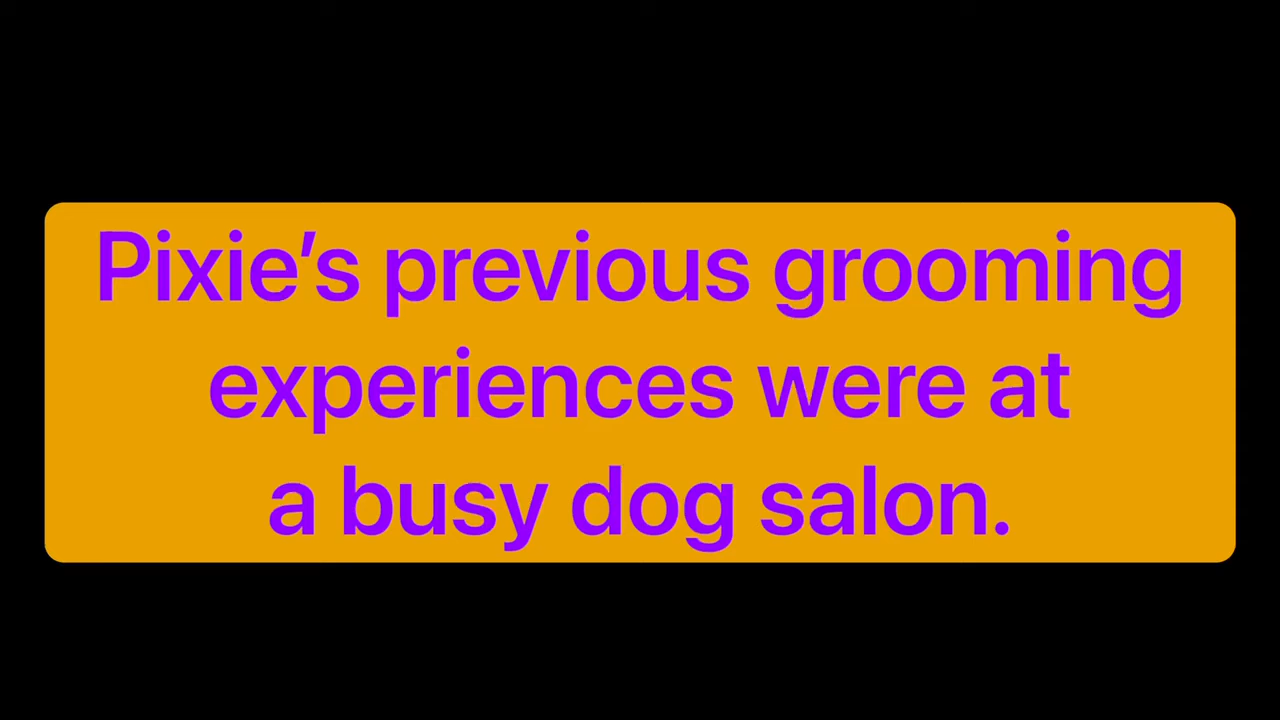 Pixie’s previous grooming
experiences were at
a busy dog salon.